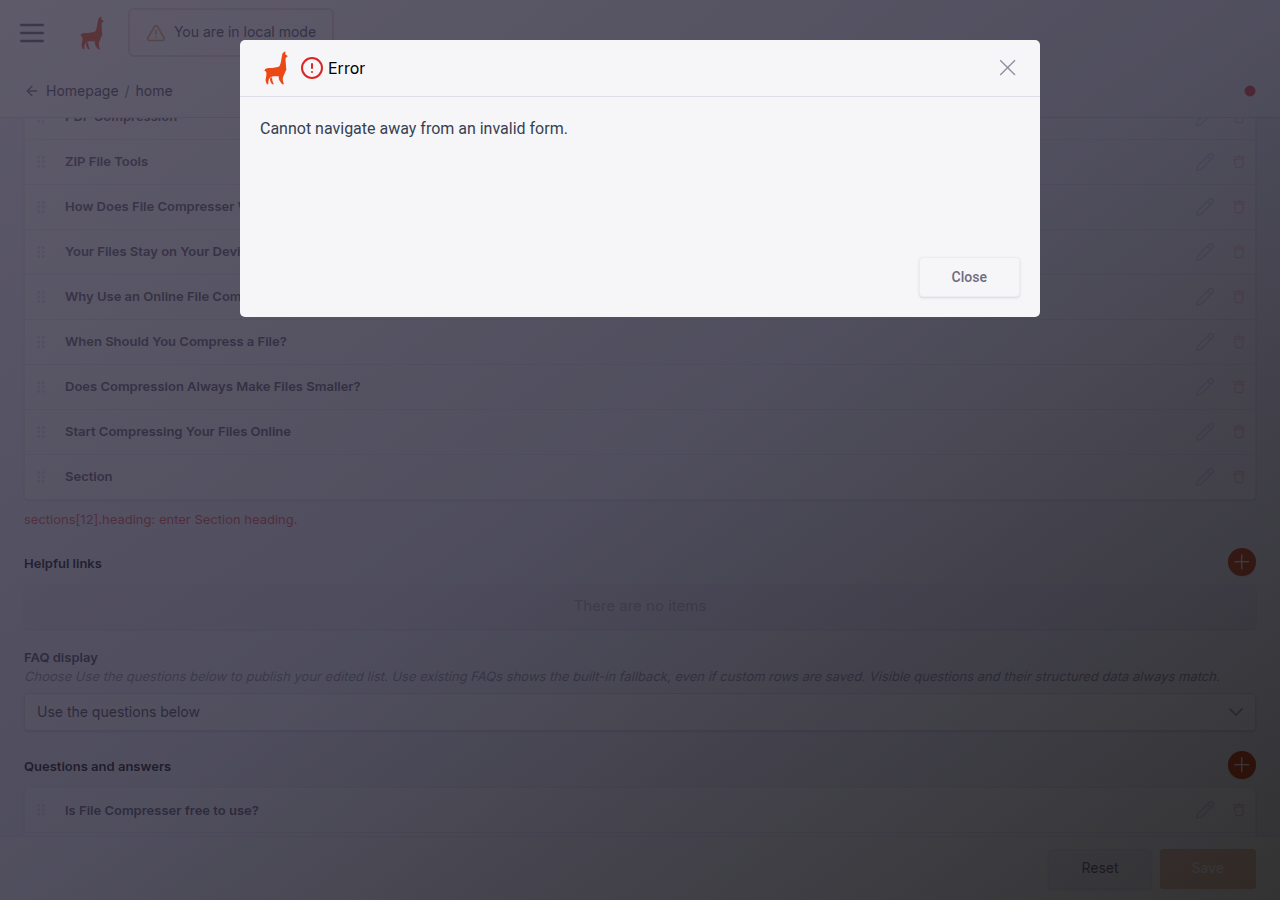 You are in local mode
Error
Homepage / home
Cannot navigate away from an invalid form.
PDF Compression
ZIP File Tools
How Does File Compresser
Your Files Stay on Your Devi
Why Use an Online File Com
Close
When Should You Compress a File?
Does Compression Always Make Files Smaller?
Start Compressing Your Files Online
Section
sections[12].heading: enter Section heading.
Helpful links
There are no items
FAQ display
Choose Use the questions below to publish your edited list. Use existing FAQs shows the built-in fallback, even if custom rows are saved. Visible questions and their structured data always match.
Use the questions below
Questions and answers
Is File Compresser free to use?
Reset
Save